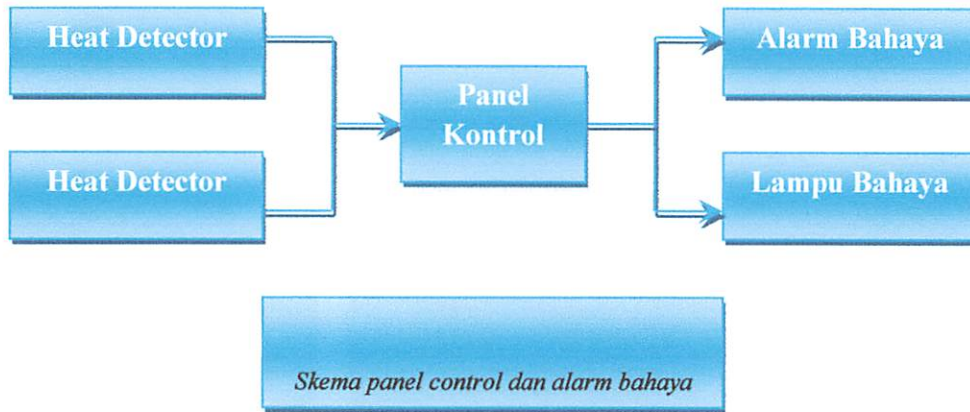 Heat Detector
Heat Detector
Panel
Kontrol
Alarm Bahaya
Lampu Bahaya
Skema panel control dan alarm bahaya